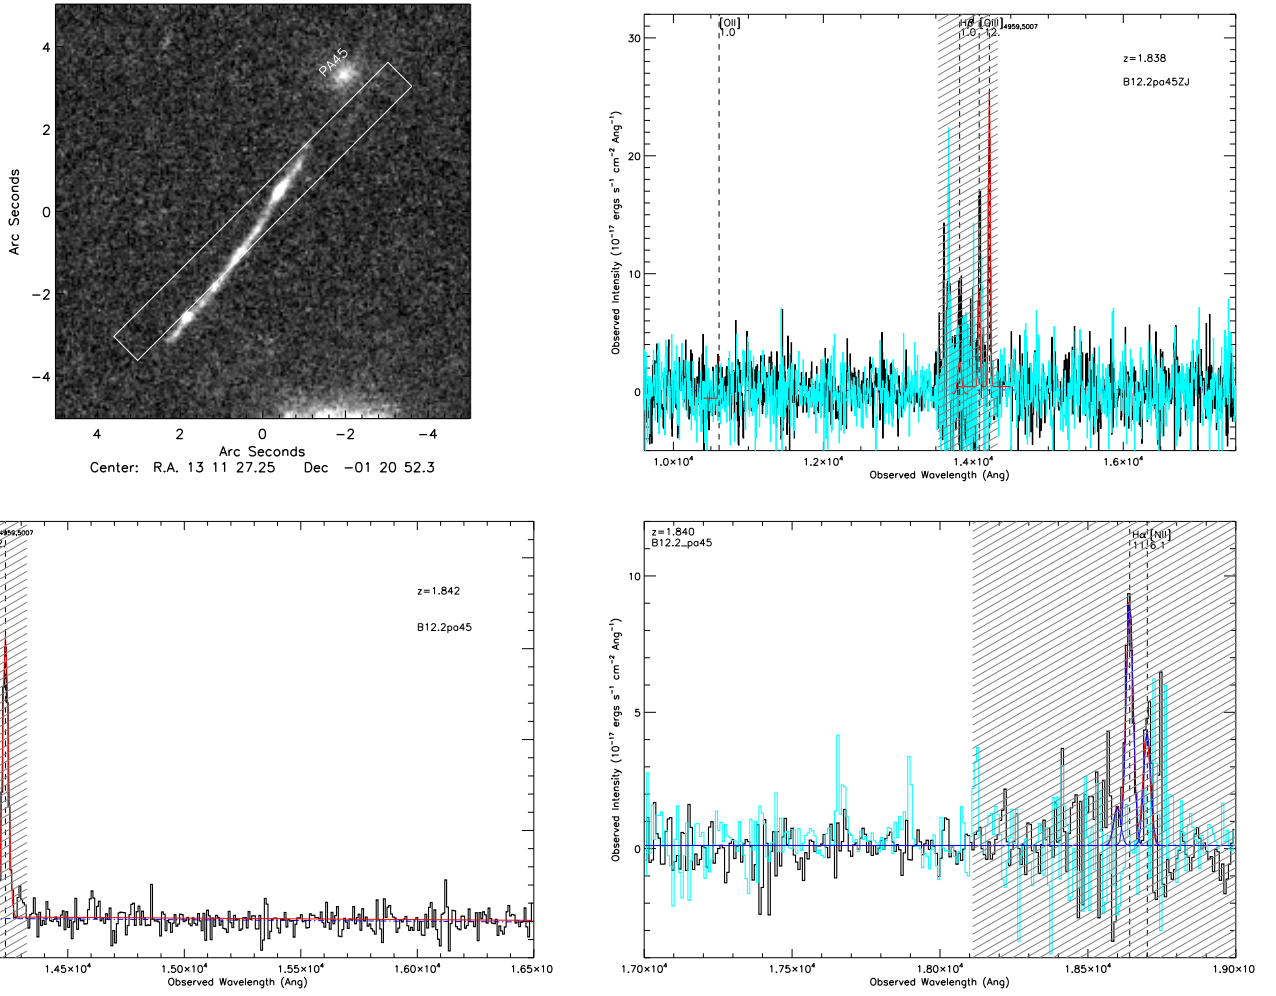 PA45
4
2
0
−2
−4
Arc Seconds
4 2 0 −2 −4
Arc Seconds
Center: R.A. 13 11 27.25 Dec −01 20 52.3
[OII]
1.0
Hβ [OIII]4959,5007
1.0 12.
z=1.838
B12.2pa45ZJ
30
20
10
0
Observed Intensity (10⁻¹⁷ ergs s⁻¹ cm⁻² Ang⁻¹)
1.0×10⁴ 1.2×10⁴ 1.4×10⁴ 1.6×10⁴
Observed Wavelength (Ang)
4959,5007
2.
z=1.842
B12.2pa45
1.45×10⁴ 1.50×10⁴ 1.55×10⁴ 1.60×10⁴ 1.65×10
Observed Wavelength (Ang)
z=1.840
B12.2_pa45
Hα [NII]
11.6.1
10
5
0
Observed Intensity (10⁻¹⁷ ergs s⁻¹ cm⁻² Ang⁻¹)
1.70×10⁴ 1.75×10⁴ 1.80×10⁴ 1.85×10⁴ 1.90×10
Observed Wavelength (Ang)